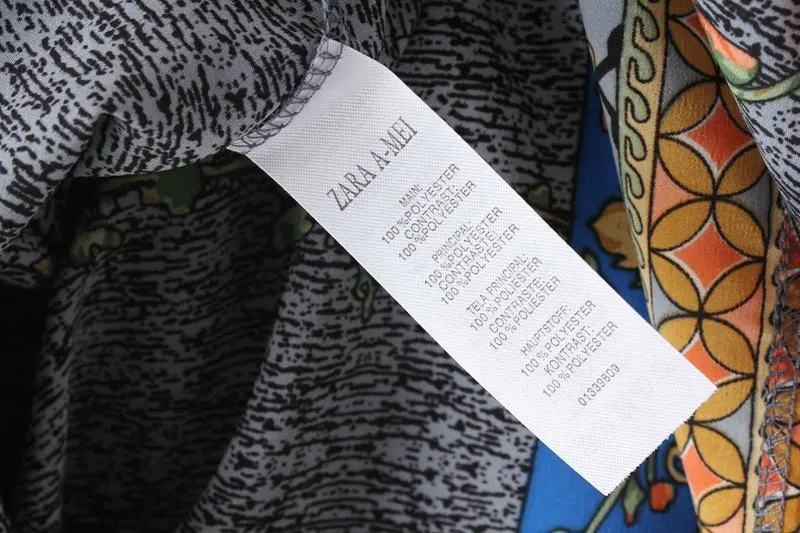 ZARA A-MEI
MAIN:
100 %POLYESTER
CONTRAST:
100 %POLYESTER
PRINCIPAL:
100 %POLYESTER
CONTRASTE:
100 %POLYESTER
TELA PRINCIPAL:
100 %POLIESTER
CONTRASTE:
100 %POLIESTER
HAUPTSTOFF:
100 %POLYESTER
KONTRAST:
100 %POLYESTER
01339809